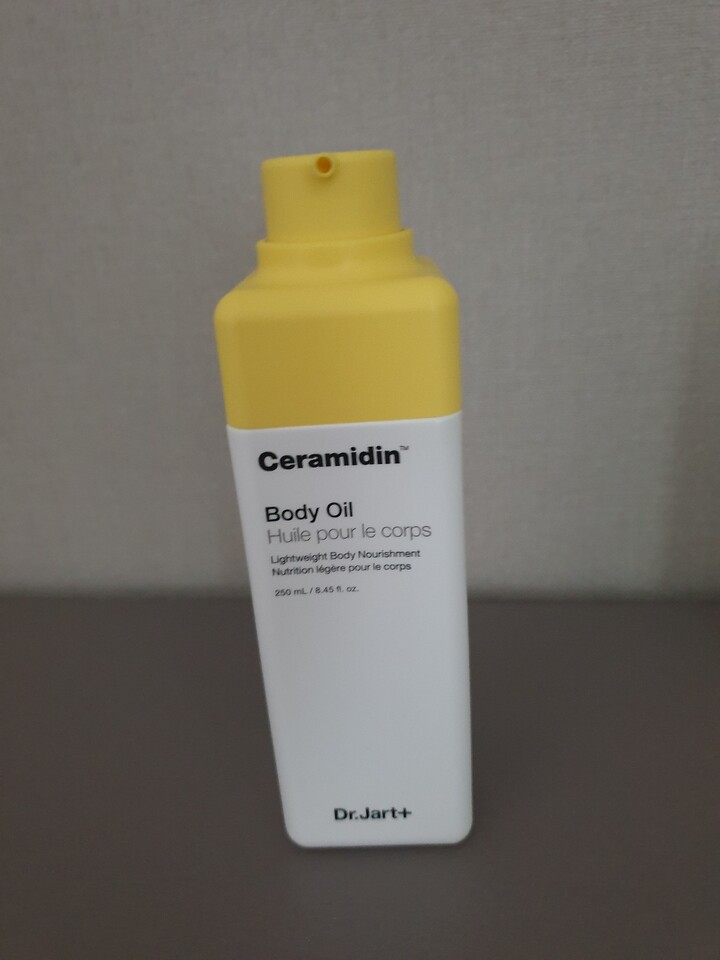 Ceramidin™
Body Oil
Huile pour le corps
Lightweight Body Nourishment
Nutrition légère pour le corps
250 mL / 8.45 fl. oz.
Dr.Jart+